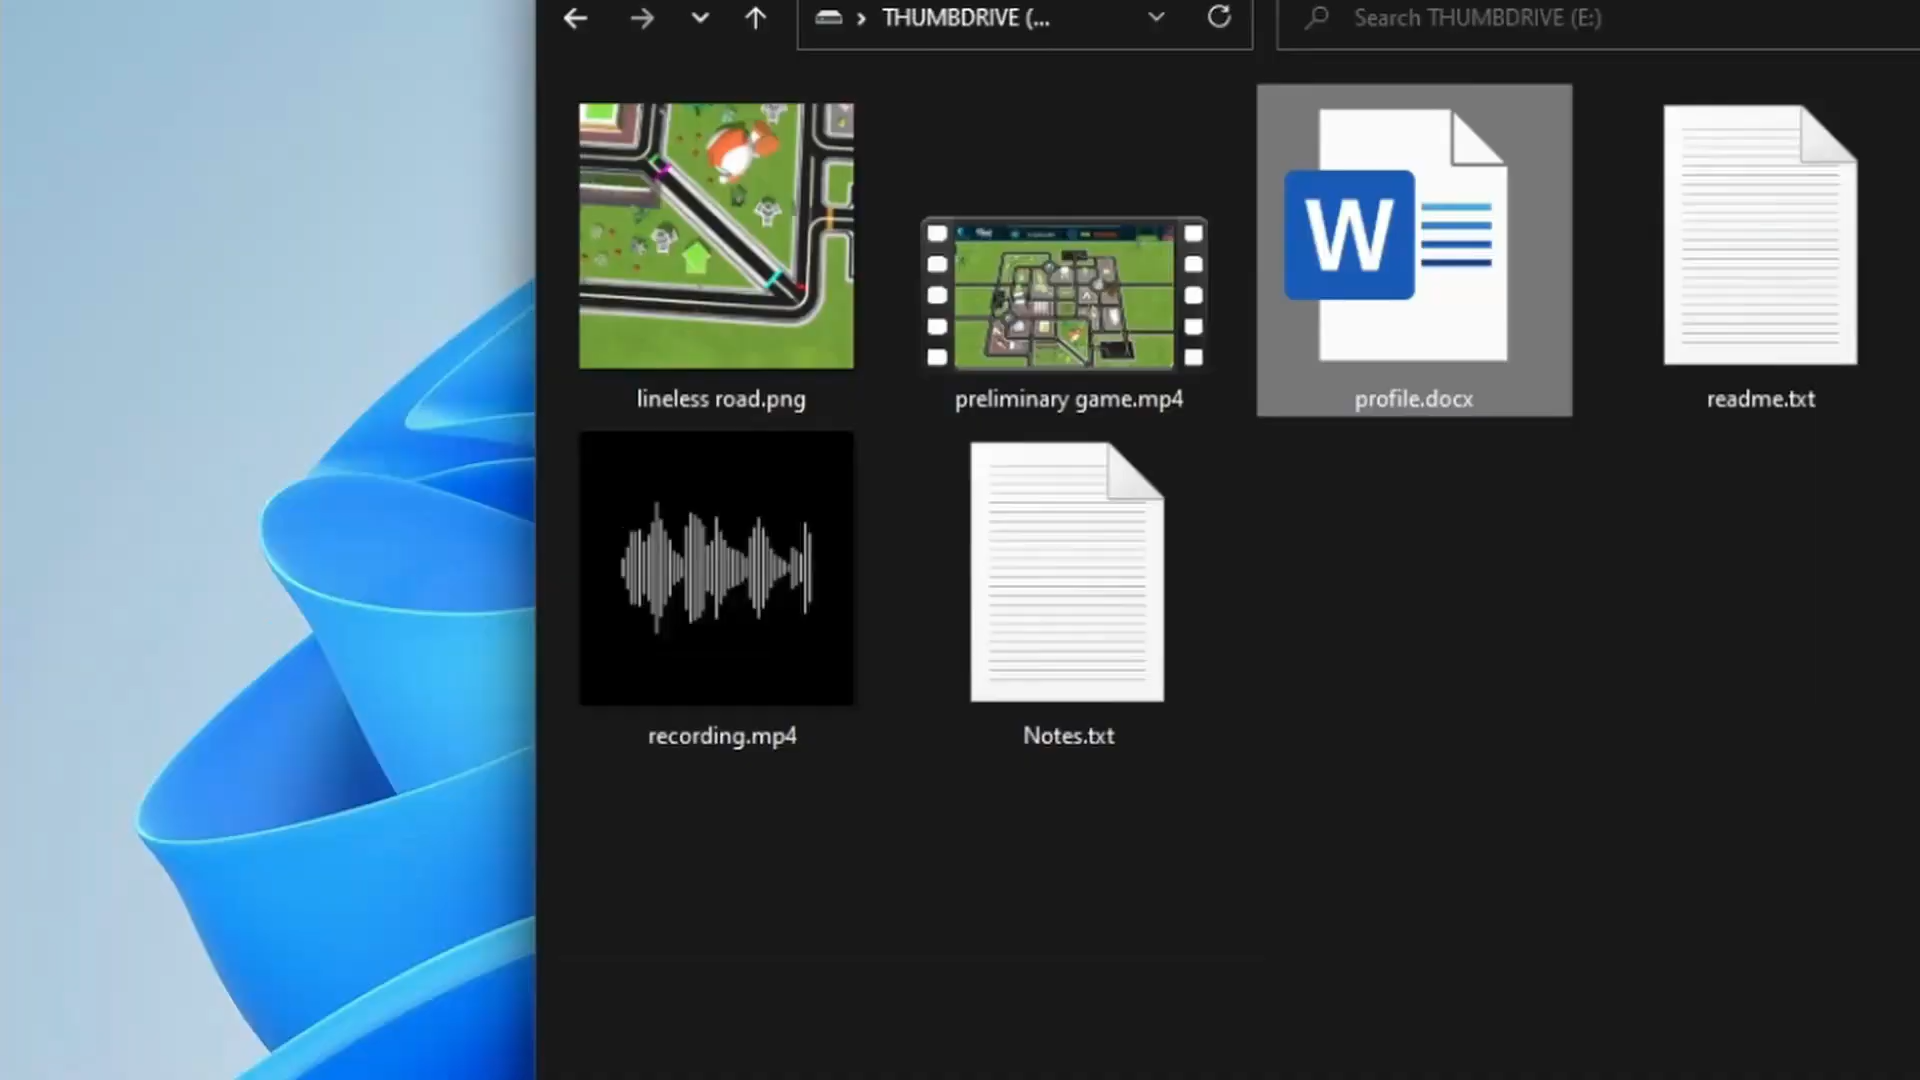 THUMBDRIVE (...
Search THUMBDRIVE (E:)
lineless road.png
preliminary game.mp4
W
profile.docx
readme.txt
recording.mp4
Notes.txt